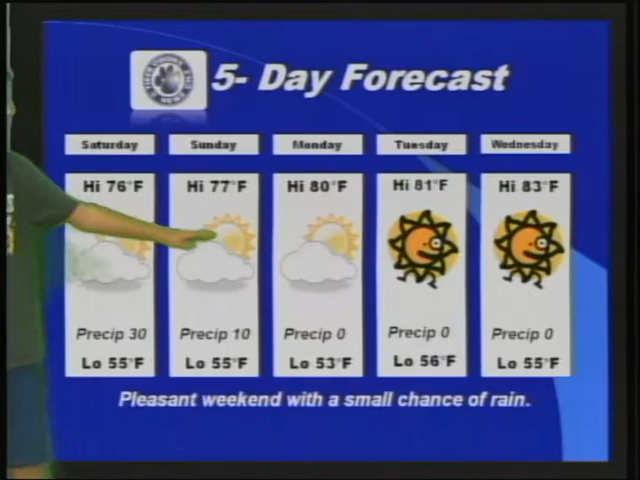 5- Day Forecast
Saturday
Sunday
Monday
Tuesday
Wednesday
Hi 76°F
Hi 77°F
Hi 80°F
Hi 81°F
Hi 83°F
Precip 30
Precip 10
Precip 0
Precip 0
Precip 0
Lo 55°F
Lo 55°F
Lo 53°F
Lo 56°F
Lo 55°F
Pleasant weekend with a small chance of rain.